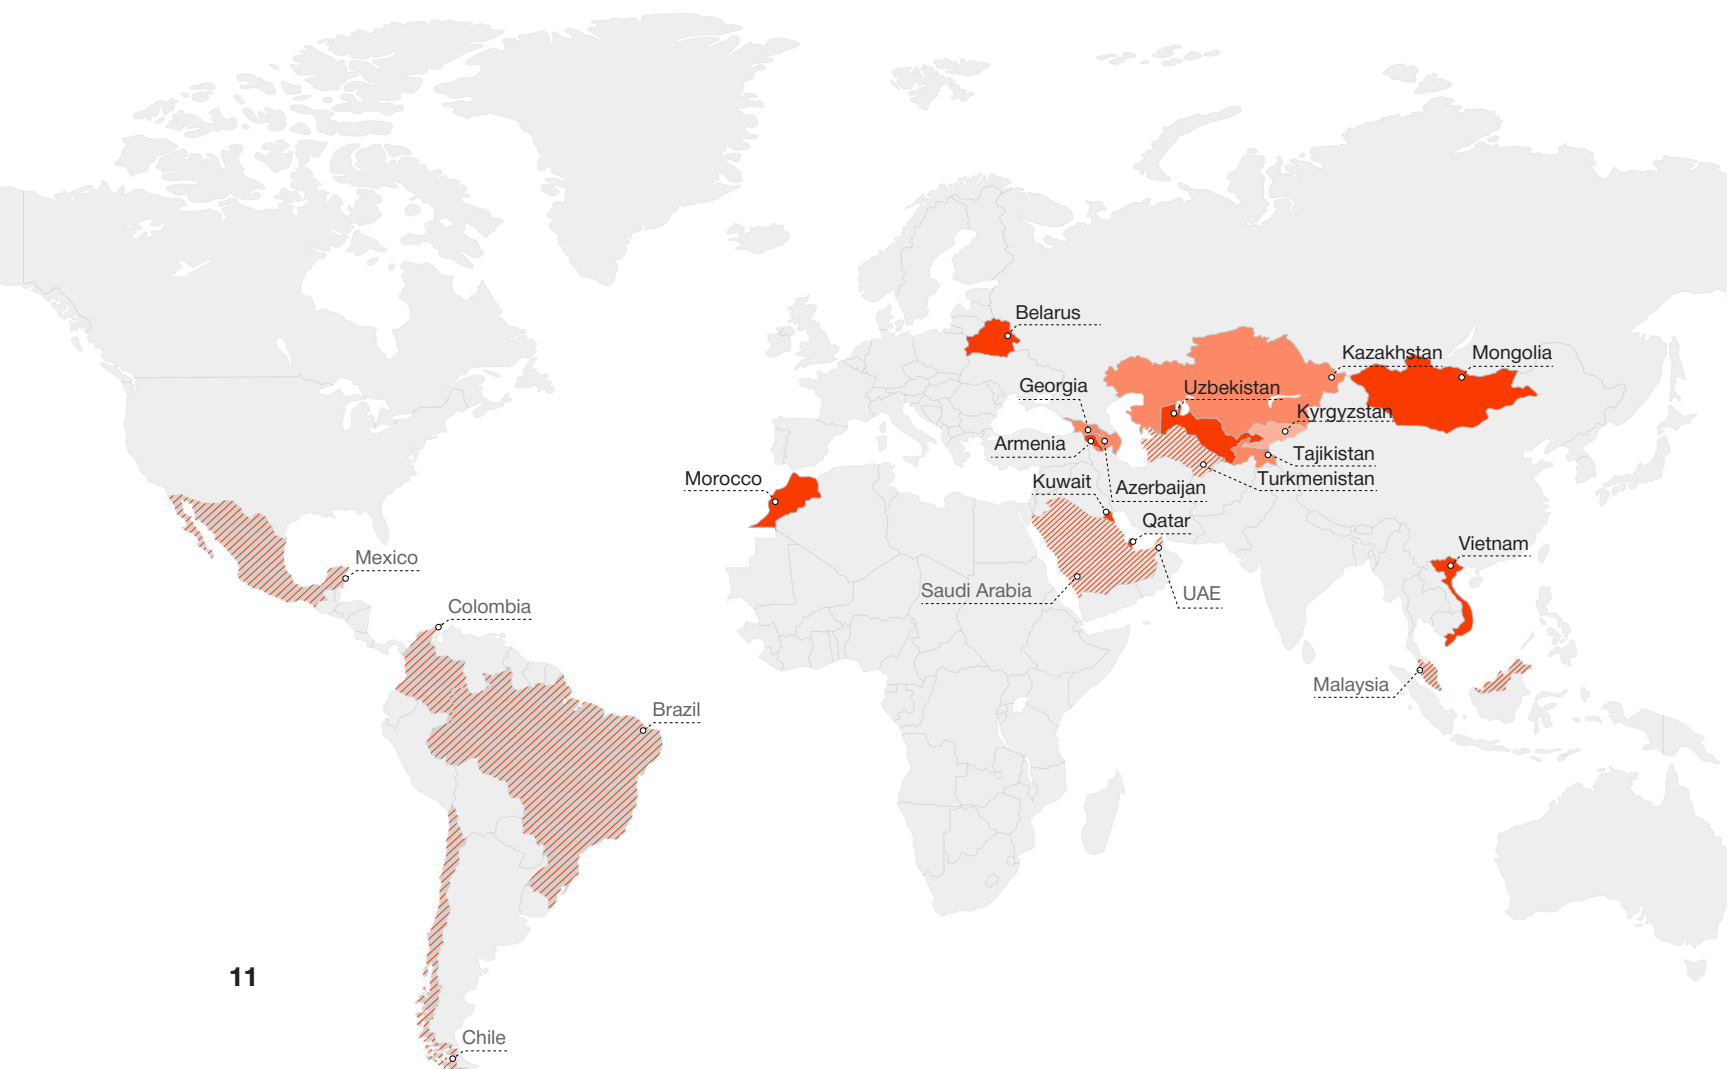 Belarus
Kazakhstan
Mongolia
Georgia
Uzbekistan
Kyrgyzstan
Armenia
Tajikistan
Morocco
Kuwait
Azerbaijan
Turkmenistan
Qatar
Vietnam
Mexico
Saudi Arabia
UAE
Colombia
Malaysia
Brazil
11
Chile